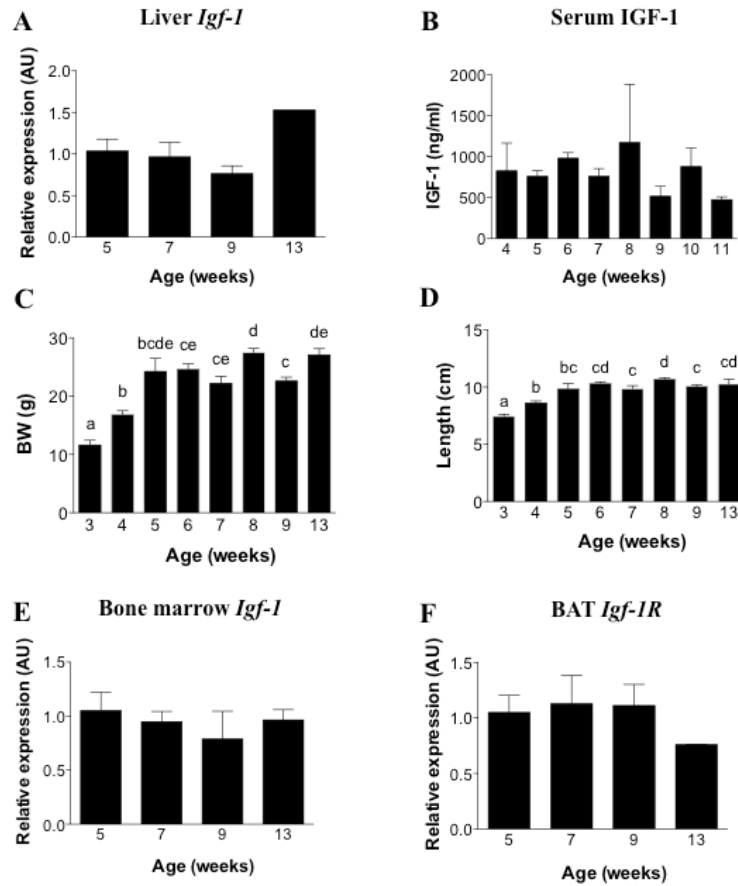 A
Liver Igf-1
Relative expression (AU)
2.0
1.5
1.0
0.5
0.0
5 7 9 13
Age (weeks)
B
Serum IGF-1
IGF-1 (ng/ml)
2000
1500
1000
500
0
4 5 6 7 8 9 10 11
Age (weeks)
C
BW (g)
30
20
10
0
a b bcde ce ce d c de
3 4 5 6 7 8 9 13
Age (weeks)
D
Length (cm)
15
10
5
0
a b bc cd c d c cd
3 4 5 6 7 8 9 13
Age (weeks)
E
Bone marrow Igf-1
Relative expression (AU)
1.5
1.0
0.5
0.0
5 7 9 13
Age (weeks)
F
BAT Igf-1R
Relative expression (AU)
1.5
1.0
0.5
0.0
5 7 9 13
Age (weeks)